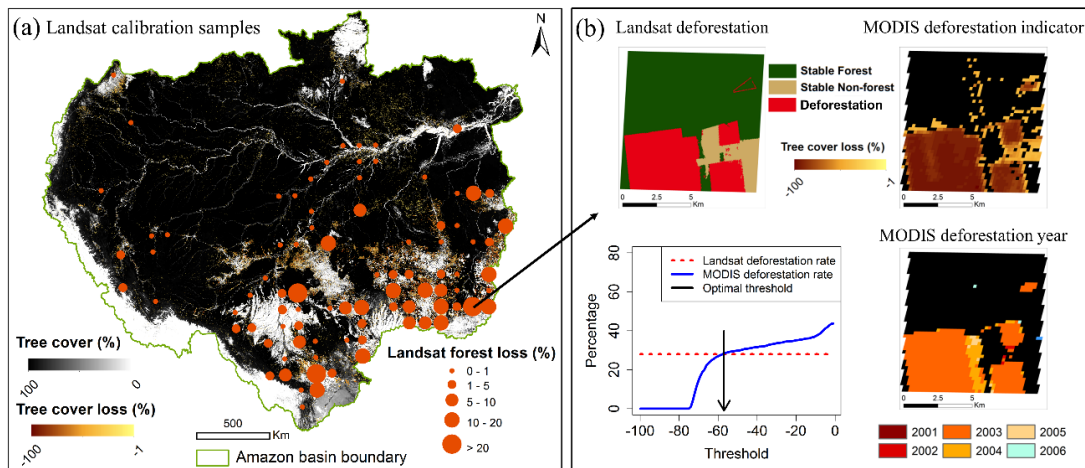 (a) Landsat calibration samples
N
Tree cover (%)
100
0
Tree cover loss (%)
-100
-1
500
Km
Amazon basin boundary
Landsat forest loss (%)
0 - 1
1 - 5
5 - 10
10 - 20
> 20
(b) Landsat deforestation
Stable Forest
Stable Non-forest
Deforestation
0 2.5 5
Km
Tree cover loss (%)
-100
-1
MODIS deforestation indicator
0 2.5 5
Km
Landsat deforestation rate
MODIS deforestation rate
Optimal threshold
Percentage
80
60
40
20
0
-100 -80 -60 -40 -20 0
Threshold
MODIS deforestation year
0 2.5 5
Km
2001 2003 2005
2002 2004 2006